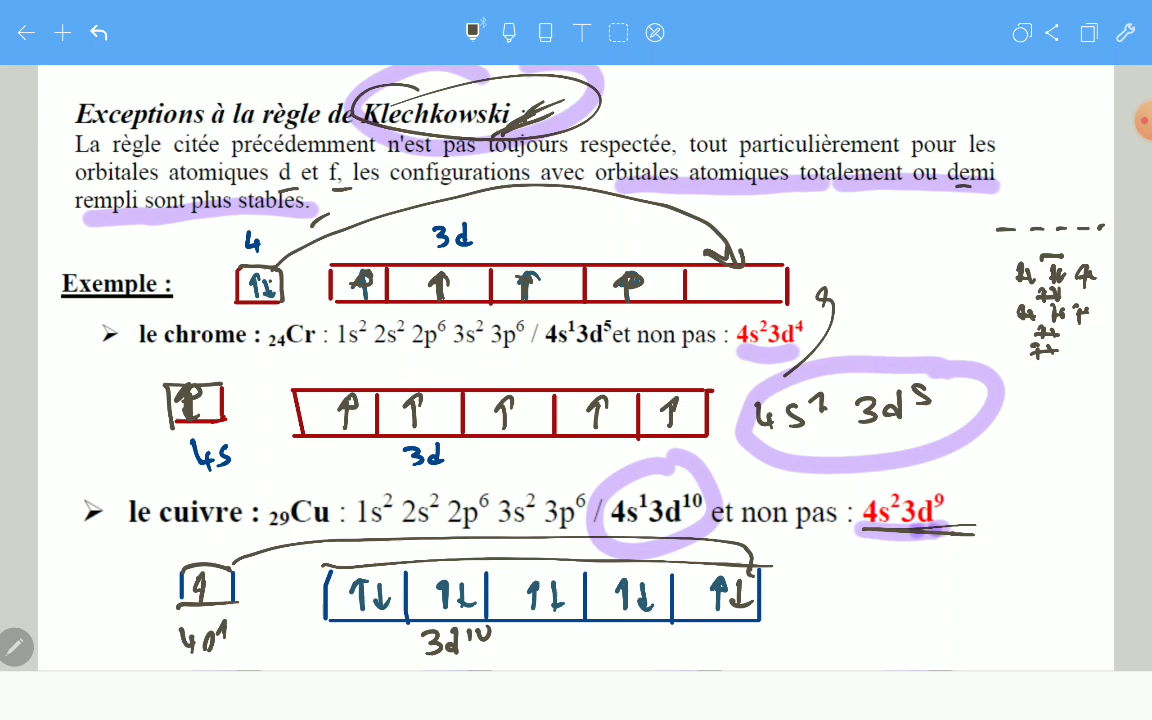 Exceptions à la règle de Klechkowski :
La règle citée précédemment n'est pas toujours respectée, tout particulièrement pour les
orbitales atomiques d et f, les configurations avec orbitales atomiques totalement ou demi
rempli sont plus stables.
4 3d
Exemple :
➢ le chrome : ₂₄Cr : 1s² 2s² 2p⁶ 3s² 3p⁶ / 4s¹3d⁵et non pas : 4s²3d⁴
4s¹ 3d⁵
4s 3d
➢ le cuivre : ₂₉Cu : 1s² 2s² 2p⁶ 3s² 3p⁶ / 4s¹3d¹⁰ et non pas : 4s²3d⁹
4s¹ 3d¹⁰